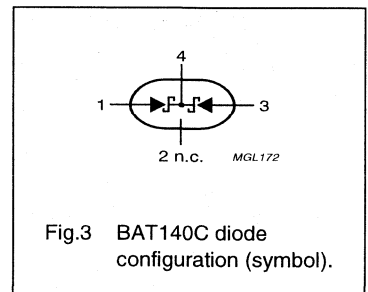 4
1 3
2 n.c. MGL172
Fig.3 BAT140C diode
configuration (symbol).